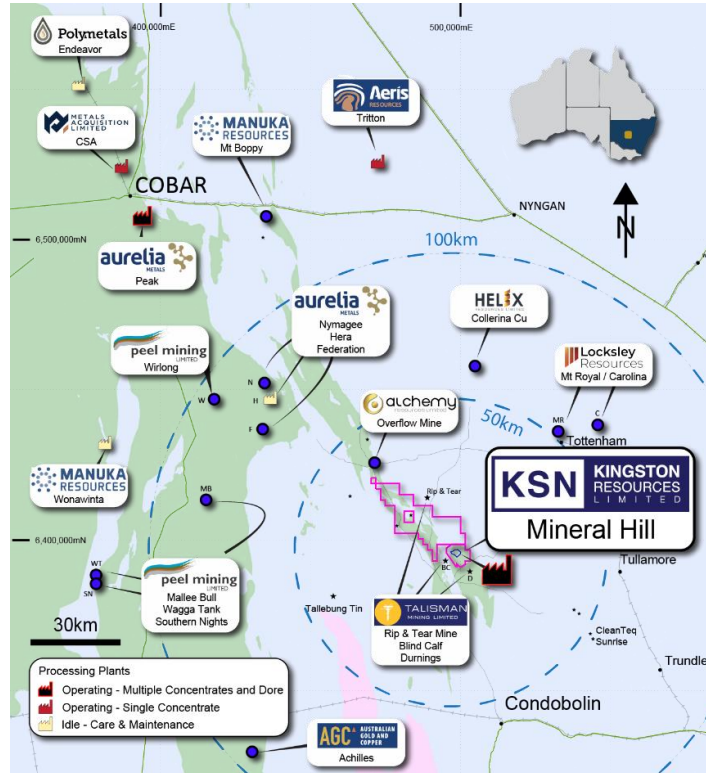 400,000mE
500,000mE
Polymetals
Endeavor
METALS
ACQUISITION
LIMITED
CSA
MANUKA
RESOURCES
Mt Boppy
Aeris
RESOURCES
Tritton
COBAR
NYNGAN
N
6,500,000mN
100km
aurelia
METALS
Peak
aurelia
METALS
Nymagee
Hera
Federation
HELIX
Collerina Cu
peel mining
LIMITED
Wirlong
Locksley
Resources
Mt Royal / Carolina
N
W
H
F
alchemy
RESOURCES LIMITED
Overflow Mine
50km
MR
C
Tottenham
MANUKA
RESOURCES
Wonawinta
MB
Rip & Tear
KSN
KINGSTON
RESOURCES
LIMITED
Mineral Hill
6,400,000mN
BC
D
WT
SN
peel mining
LIMITED
Mallee Bull
Wagga Tank
Southern Nights
Tullamore
Tallebung Tin
TALISMAN
MINING LIMITED
Rip & Tear Mine
Blind Calf
Durnings
CleanTeq
Sunrise
30km
Trundle
Processing Plants
Operating - Multiple Concentrates and Dore
Operating - Single Concentrate
Idle - Care & Maintenance
Condobolin
AGC
AUSTRALIAN
GOLD AND
COPPER
Achilles